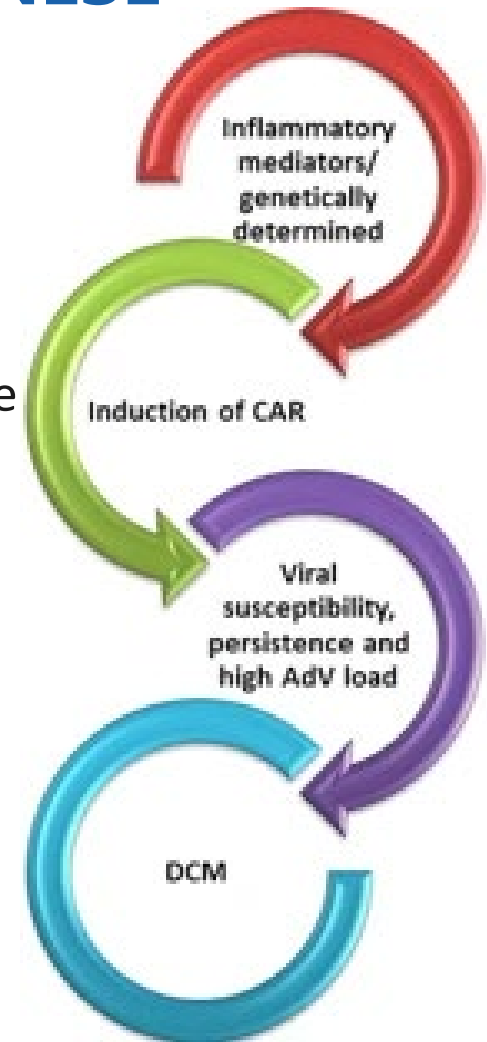 Inflammatory
mediators/
genetically
determined
e
Induction of CAR
Viral
susceptibility,
persistence and
high AdV load
DCM